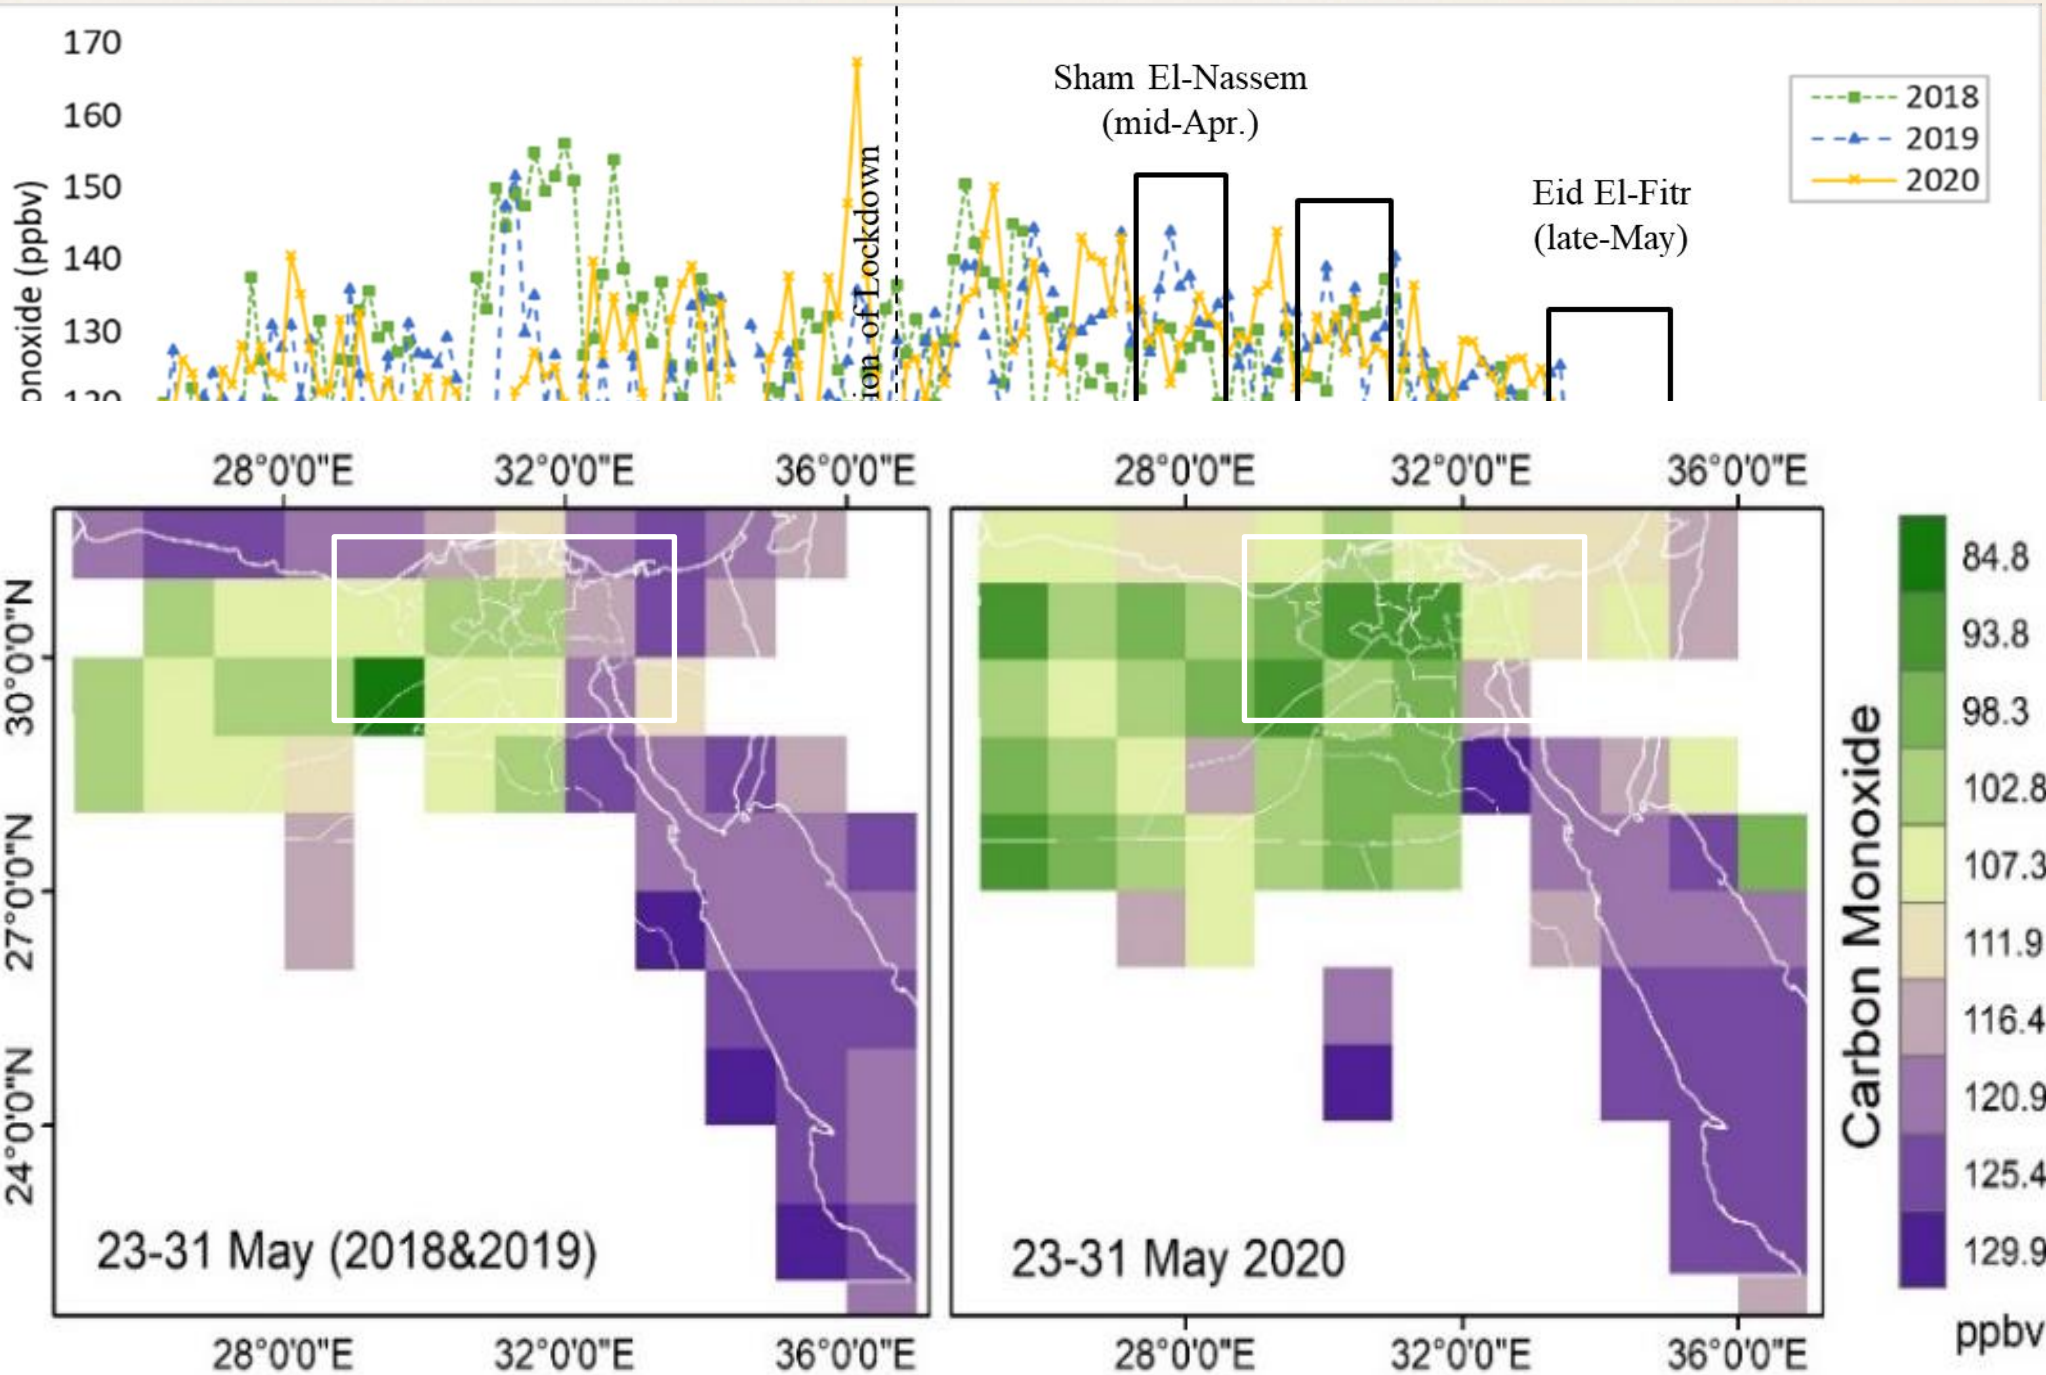 170
160
150
140
130
120
onoxide (ppbv)
ion of Lockdown
Sham El-Nassem
(mid-Apr.)
Eid El-Fitr
(late-May)
2018
2019
2020
28°0'0"E 32°0'0"E 36°0'0"E
28°0'0"E 32°0'0"E 36°0'0"E
30°0'0"N
27°0'0"N
24°0'0"N
23-31 May (2018&2019)
23-31 May 2020
28°0'0"E 32°0'0"E 36°0'0"E
28°0'0"E 32°0'0"E 36°0'0"E
Carbon Monoxide
84.8
93.8
98.3
102.8
107.3
111.9
116.4
120.9
125.4
129.9
ppbv